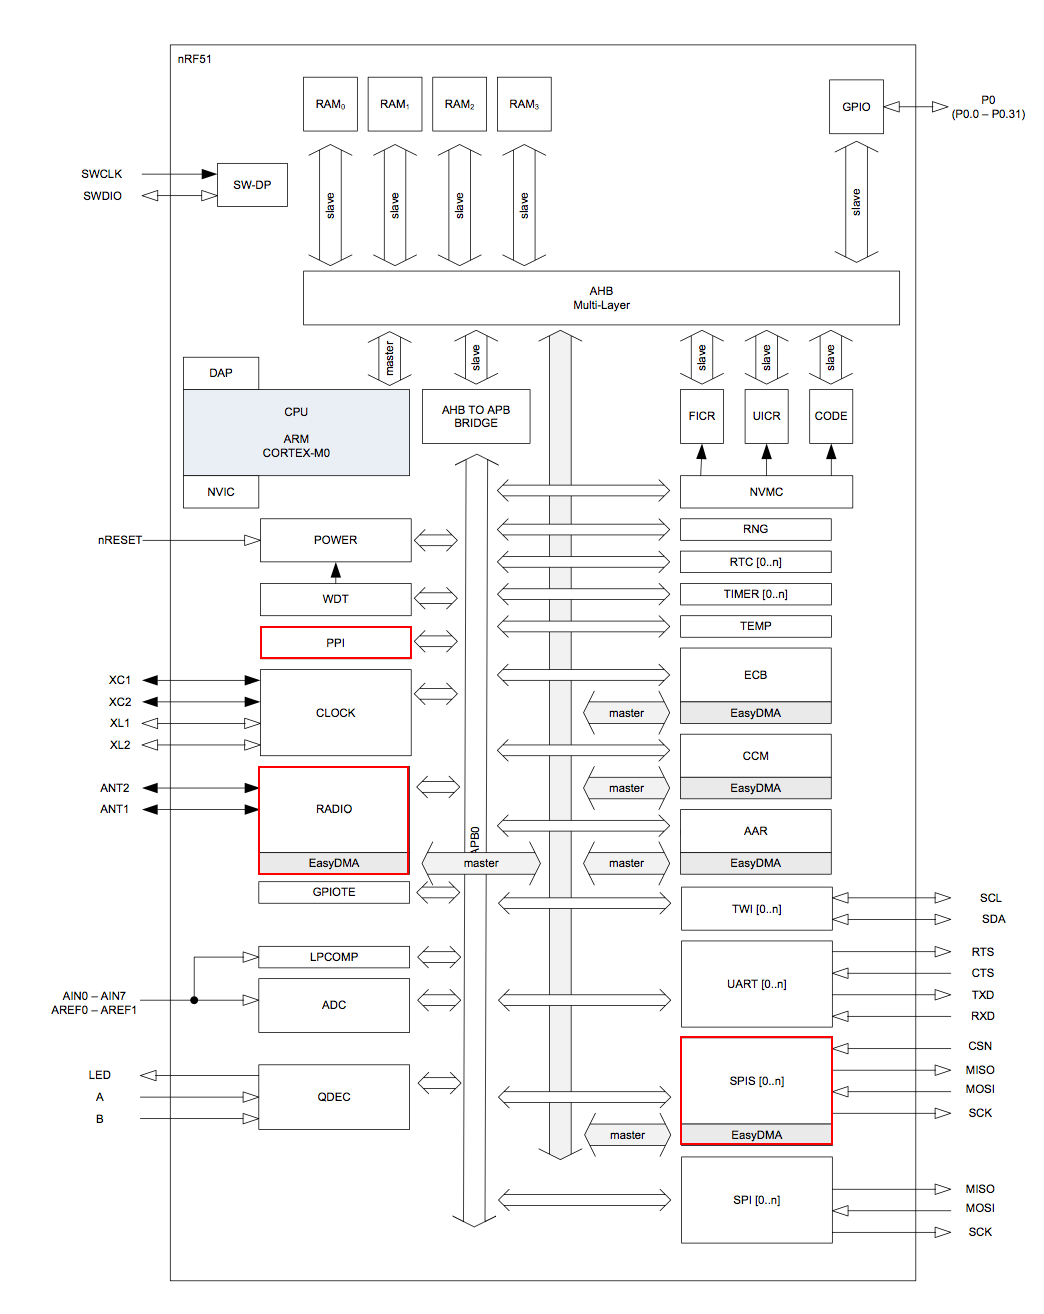 nRF51
RAM0
RAM1
RAM2
RAM3
GPIO
P0
(P0.0 – P0.31)
SWCLK
SWDIO
SW-DP
slave
slave
slave
slave
slave
AHB
Multi-Layer
master
slave
slave
slave
slave
DAP
CPU
ARM
CORTEX-M0
NVIC
AHB TO APB
BRIDGE
FICR
UICR
CODE
NVMC
nRESET
POWER
RNG
RTC [0..n]
WDT
TIMER [0..n]
PPI
TEMP
XC1
XC2
XL1
XL2
CLOCK
ECB
master
EasyDMA
CCM
master
EasyDMA
ANT2
ANT1
RADIO
EasyDMA
APB0
master
AAR
master
EasyDMA
GPIOTE
TWI [0..n]
SCL
SDA
LPCOMP
AIN0 – AIN7
AREF0 – AREF1
ADC
UART [0..n]
RTS
CTS
TXD
RXD
LED
A
B
QDEC
SPIS [0..n]
master
EasyDMA
CSN
MISO
MOSI
SCK
SPI [0..n]
MISO
MOSI
SCK